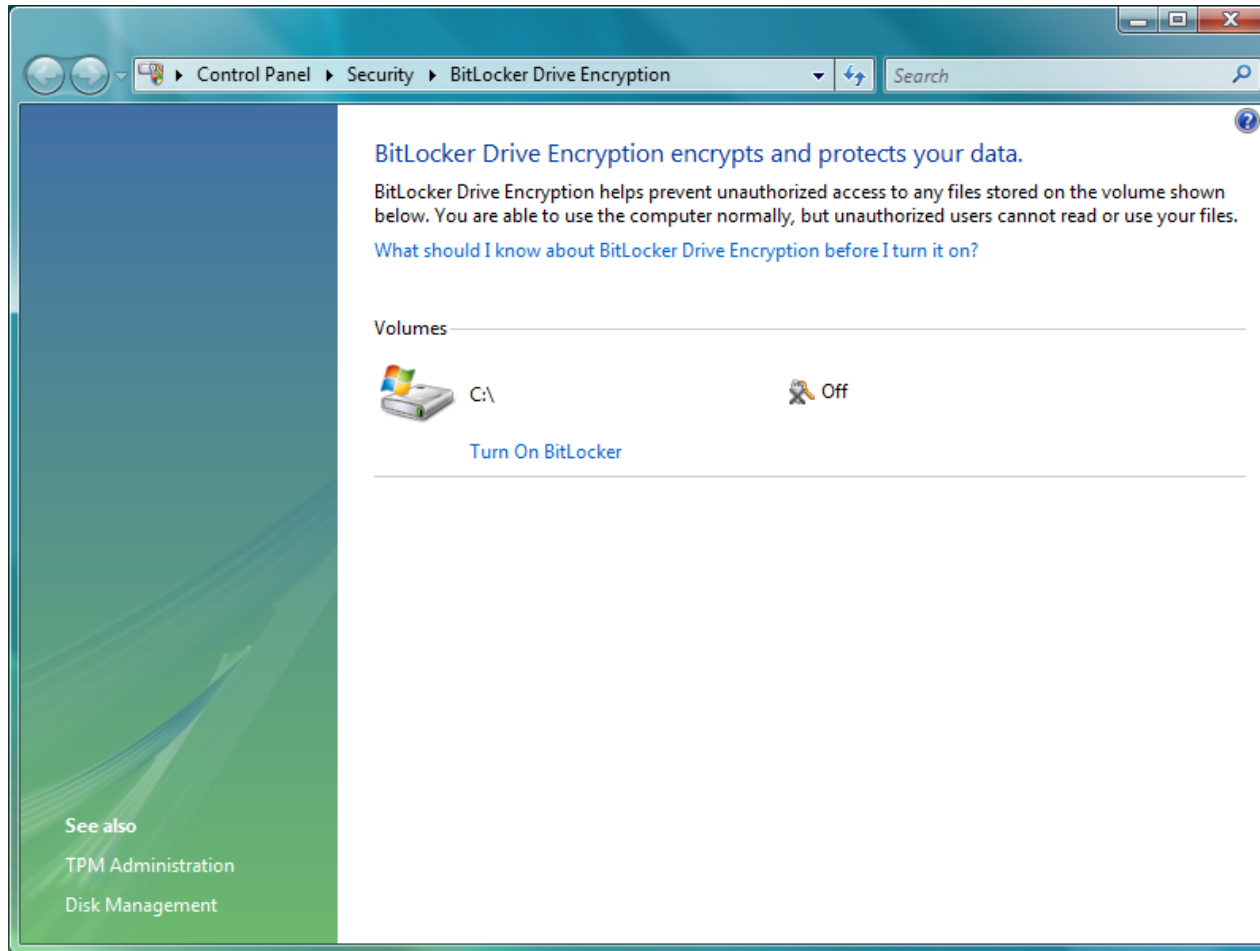 Control Panel Security BitLocker Drive Encryption Search
BitLocker Drive Encryption encrypts and protects your data.
BitLocker Drive Encryption helps prevent unauthorized access to any files stored on the volume shown
below. You are able to use the computer normally, but unauthorized users cannot read or use your files.
What should I know about BitLocker Drive Encryption before I turn it on?
Volumes
C:\ Off
Turn On BitLocker
See also
TPM Administration
Disk Management